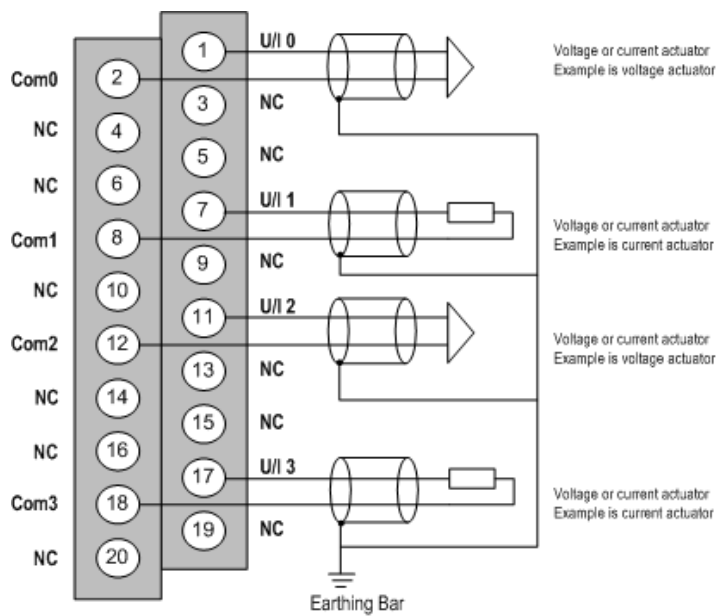 1 U/I 0
Voltage or current actuator
Example is voltage actuator
Com0 2
3 NC
NC 4
5 NC
NC 6
7 U/I 1
Voltage or current actuator
Example is current actuator
Com1 8
9 NC
NC 10
11 U/I 2
Voltage or current actuator
Example is voltage actuator
Com2 12
13 NC
NC 14
15 NC
NC 16
17 U/I 3
Voltage or current actuator
Example is current actuator
Com3 18
19 NC
NC 20
Earthing Bar